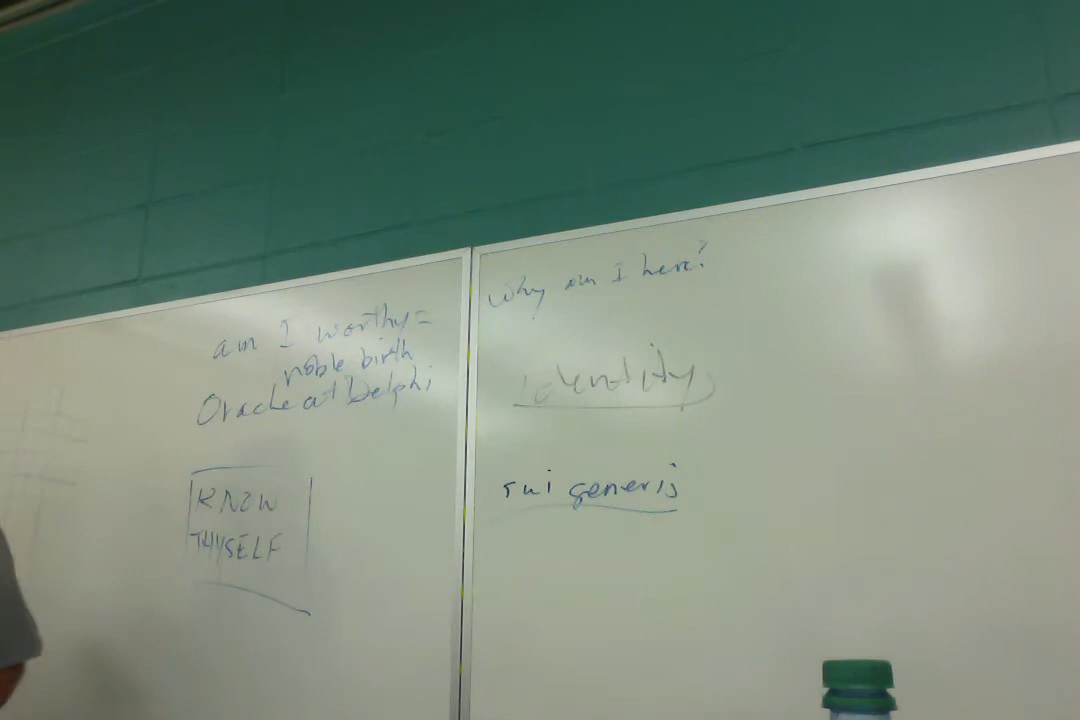 am I worthy =
noble birth
Oracle at Delphi
KNOW
THYSELF
Why am I here?
identity
sui generis